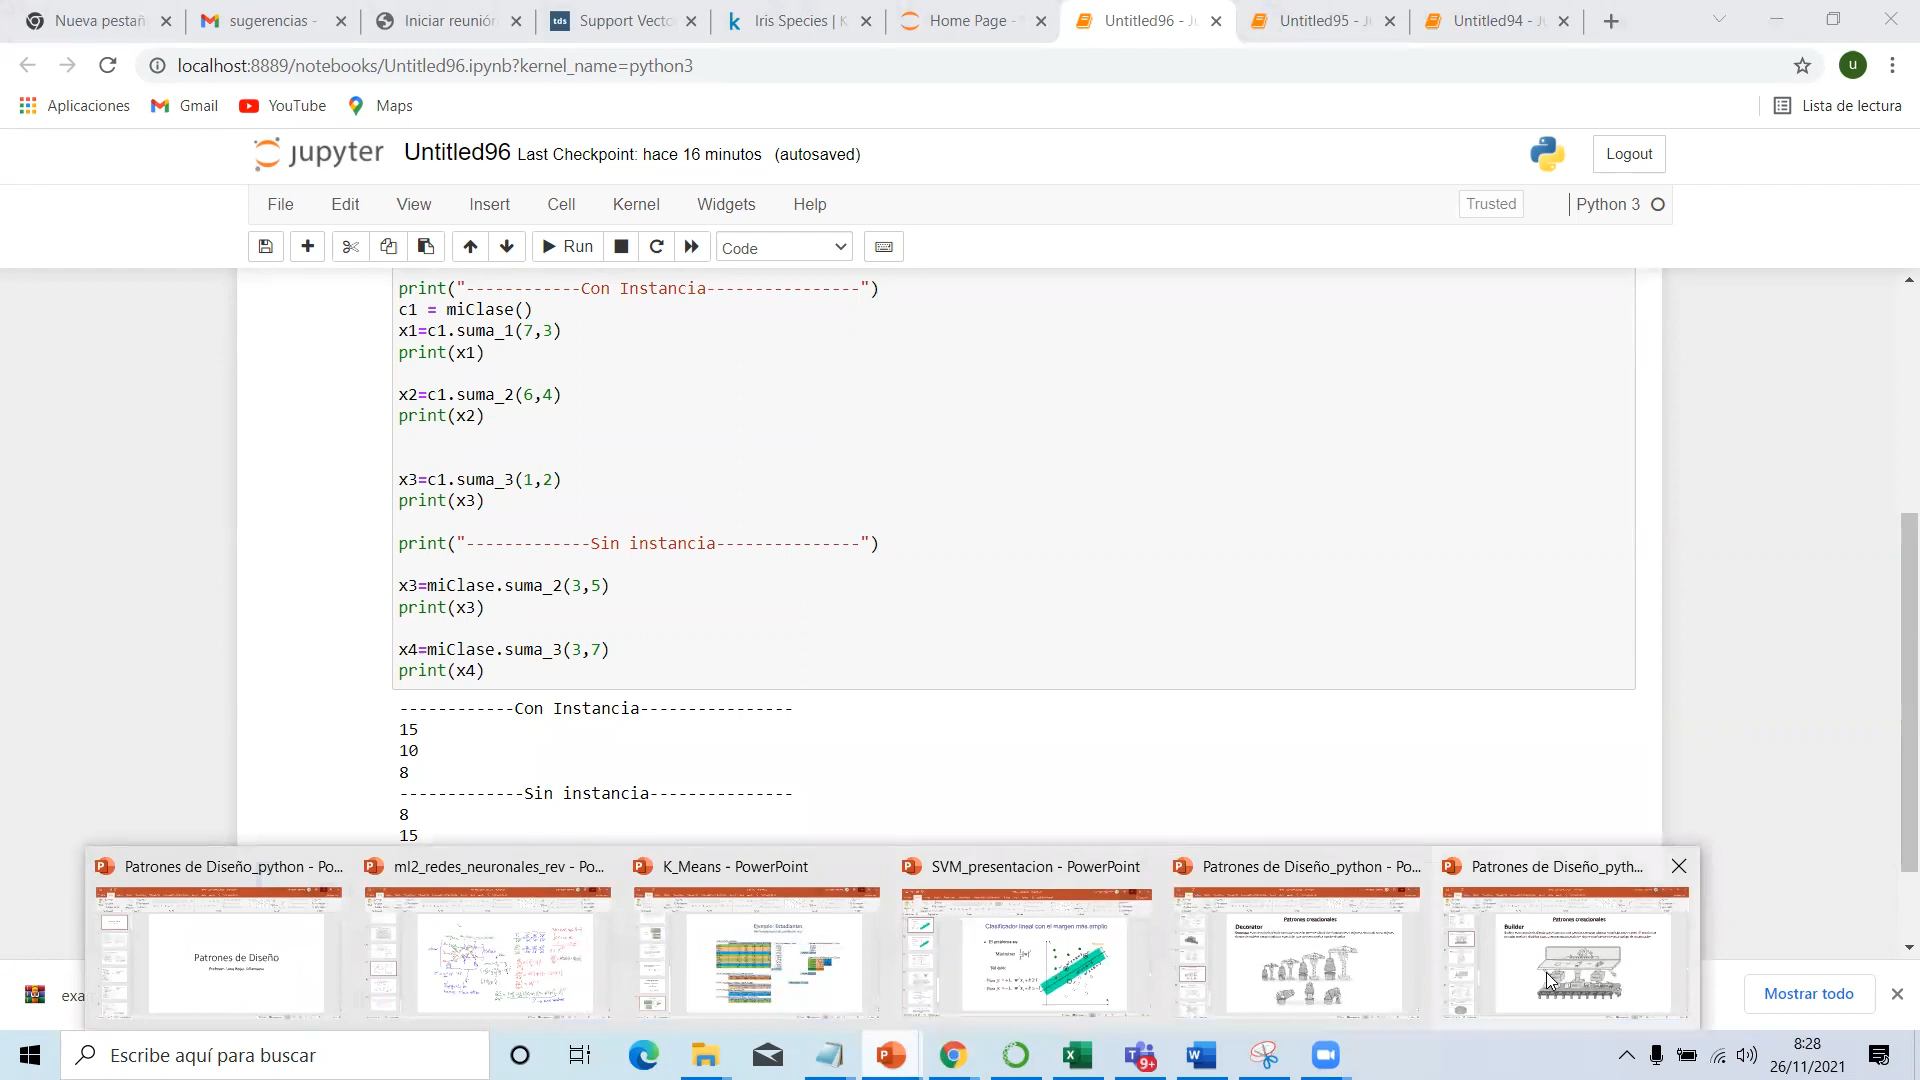 Nueva pestañ
sugerencias -
Iniciar reunión
tds
Support Vecto
k
Iris Species | K
Home Page -
Untitled96 - Ju
Untitled95 - J
Untitled94 - Ju
localhost:8889/notebooks/Untitled96.ipynb?kernel_name=python3
u
Aplicaciones
Gmail
YouTube
Maps
Lista de lectura
jupyter
Untitled96 Last Checkpoint: hace 16 minutos (autosaved)
Logout
File
Edit
View
Insert
Cell
Kernel
Widgets
Help
Trusted
Python 3
Run
Code
print("------------Con Instancia----------------")
c1 = miClase()
x1=c1.suma_1(7,3)
print(x1)
x2=c1.suma_2(6,4)
print(x2)
x3=c1.suma_3(1,2)
print(x3)
print("-------------Sin instancia---------------")
x3=miClase.suma_2(3,5)
print(x3)
x4=miClase.suma_3(3,7)
print(x4)
------------Con Instancia----------------
15
10
8
-------------Sin instancia---------------
8
15
Patrones de Diseño_python - Po...
ml2_redes_neuronales_rev - Po...
K_Means - PowerPoint
SVM_presentacion - PowerPoint
Patrones de Diseño_python - Po...
Patrones de Diseño_pyth...
Patrones de Diseño
Ejemplo: Estudiantes
Clasificador lineal con el margen más amplio
Patrones creacionales
Decorator
Patrones creacionales
Builder
exa
Mostrar todo
Escribe aquí para buscar
9+
8:28
26/11/2021